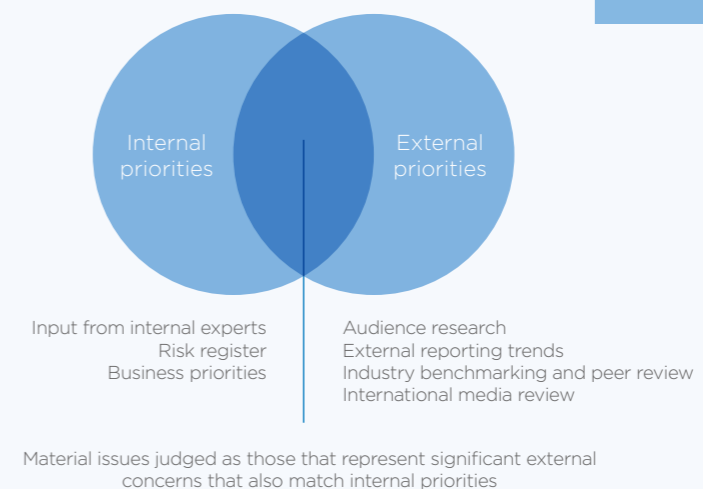 Internal
priorities
External
priorities
Input from internal experts
Risk register
Business priorities
Audience research
External reporting trends
Industry benchmarking and peer review
International media review
Material issues judged as those that represent significant external
concerns that also match internal priorities